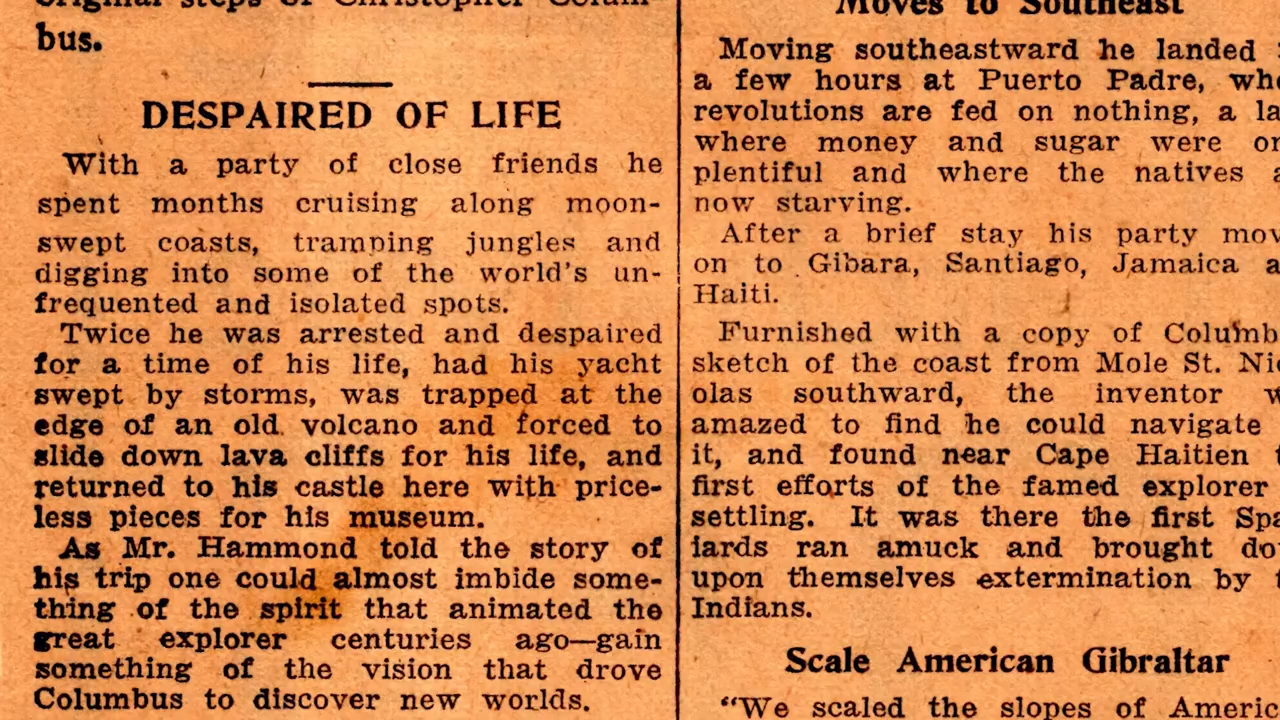 original steps of Christopher Colum-
bus.
DESPAIRED OF LIFE
With a party of close friends he
spent months cruising along moon-
swept coasts, tramping jungles and
digging into some of the world's un-
frequented and isolated spots.
Twice he was arrested and despaired
for a time of his life, had his yacht
swept by storms, was trapped at the
edge of an old volcano and forced to
slide down lava cliffs for his life, and
returned to his castle here with price-
less pieces for his museum.
As Mr. Hammond told the story of
his trip one could almost imbide some-
thing of the spirit that animated the
great explorer centuries ago—gain
something of the vision that drove
Columbus to discover new worlds.
Moves to Southeast
Moving southeastward he landed
a few hours at Puerto Padre, whe
revolutions are fed on nothing, a la
where money and sugar were on
plentiful and where the natives a
now starving.
After a brief stay his party mov
on to Gibara, Santiago, Jamaica a
Haiti.
Furnished with a copy of Columb
sketch of the coast from Mole St. Nic
olas southward, the inventor w
amazed to find he could navigate
it, and found near Cape Haitien t
first efforts of the famed explorer
settling. It was there the first Spa
iards ran amuck and brought do
upon themselves extermination by t
Indians.
Scale American Gibraltar
"We scaled the slopes of Americ